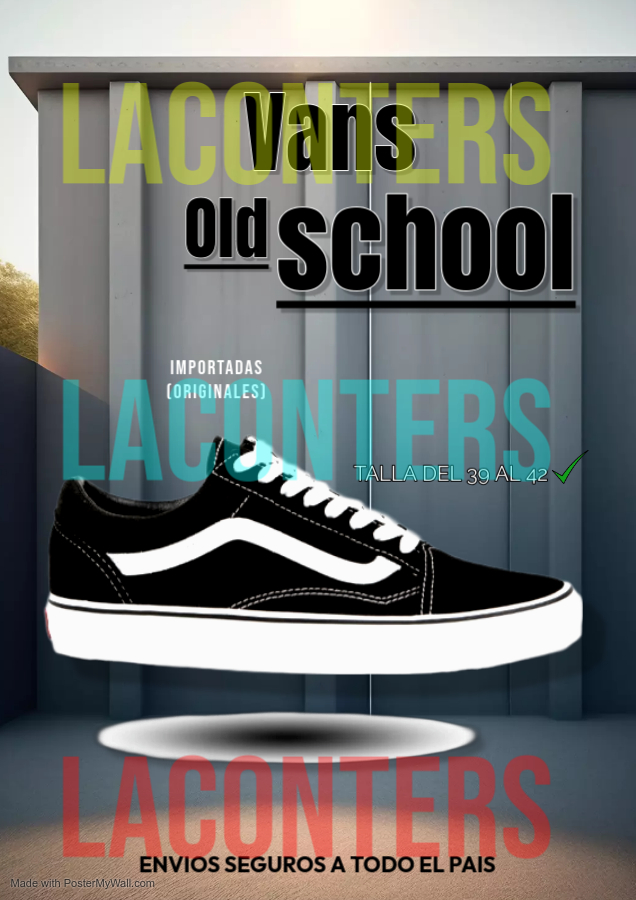 LACONTERS
Vans
Old school
IMPORTADAS
(ORIGINALES)
LACONTERS
TALLA DEL 39 AL 42
LACONTERS
ENVIOS SEGUROS A TODO EL PAIS
Made with PosterMyWall.com